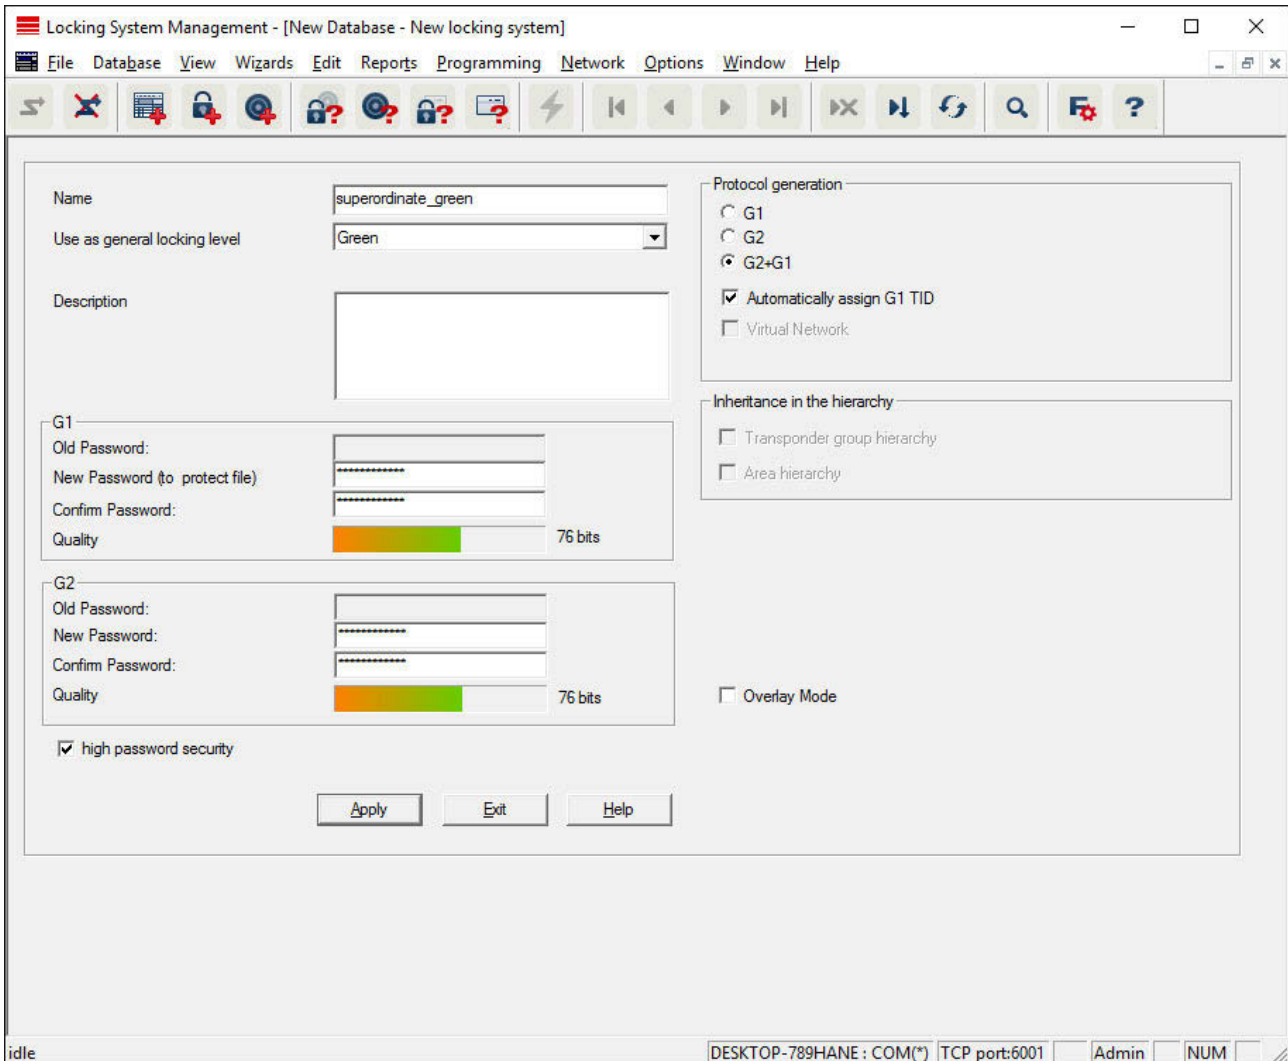 Locking System Management - [New Database - New locking system]
File Database View Wizards Edit Reports Programming Network Options Window Help
Name superordinate_green
Use as general locking level Green
Description
G1
Old Password:
New Password (to protect file) ************
Confirm Password: ************
Quality 76 bits
G2
Old Password:
New Password: ************
Confirm Password: ************
Quality 76 bits
high password security
Apply Exit Help
Protocol generation
G1
G2
G2+G1
Automatically assign G1 TID
Virtual Network
Inheritance in the hierarchy
Transponder group hierarchy
Area hierarchy
Overlay Mode
idle DESKTOP-789HANE : COM(*) TCP port:6001 Admin NUM